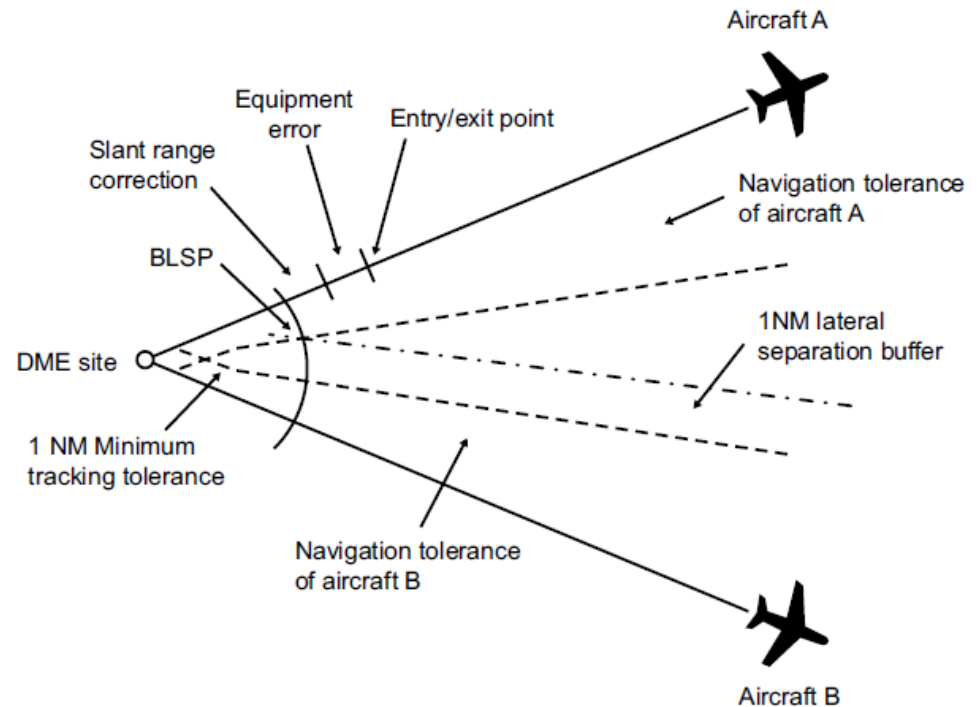 Aircraft A
Equipment
error
Entry/exit point
Slant range
correction
Navigation tolerance
of aircraft A
BLSP
1NM lateral
separation buffer
DME site
1 NM Minimum
tracking tolerance
Navigation tolerance
of aircraft B
Aircraft B